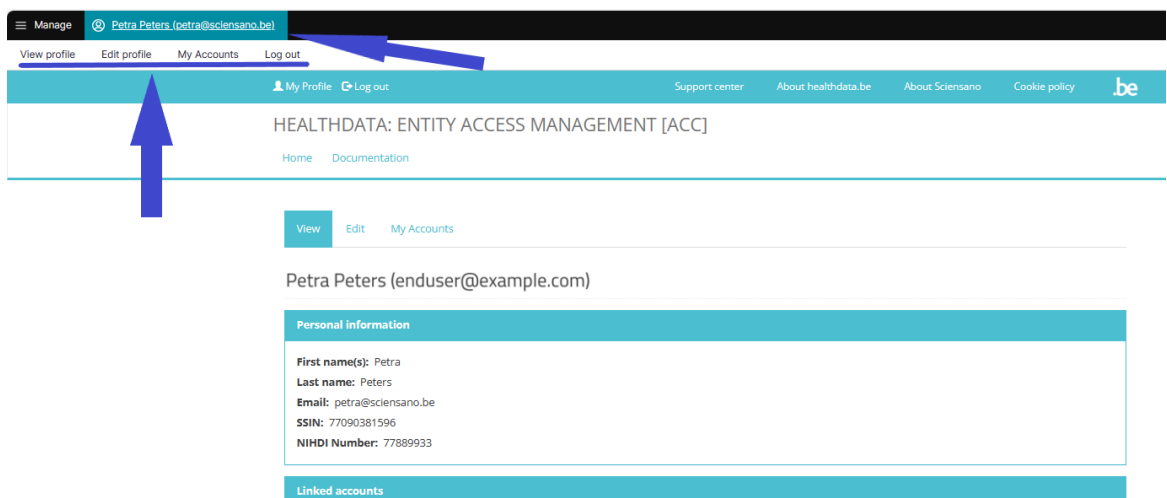 Manage Petra Peters (petra@sciensano.be)
View profile Edit profile My Accounts Log out
My Profile Log out Support center About healthdata.be About Sciensano Cookie policy .be
HEALTHDATA: ENTITY ACCESS MANAGEMENT [ACC]
Home Documentation
View Edit My Accounts
Petra Peters (enduser@example.com)
Personal information
First name(s): Petra
Last name: Peters
Email: petra@sciensano.be
SSIN: 77090381596
NIHDI Number: 77889933
Linked accounts